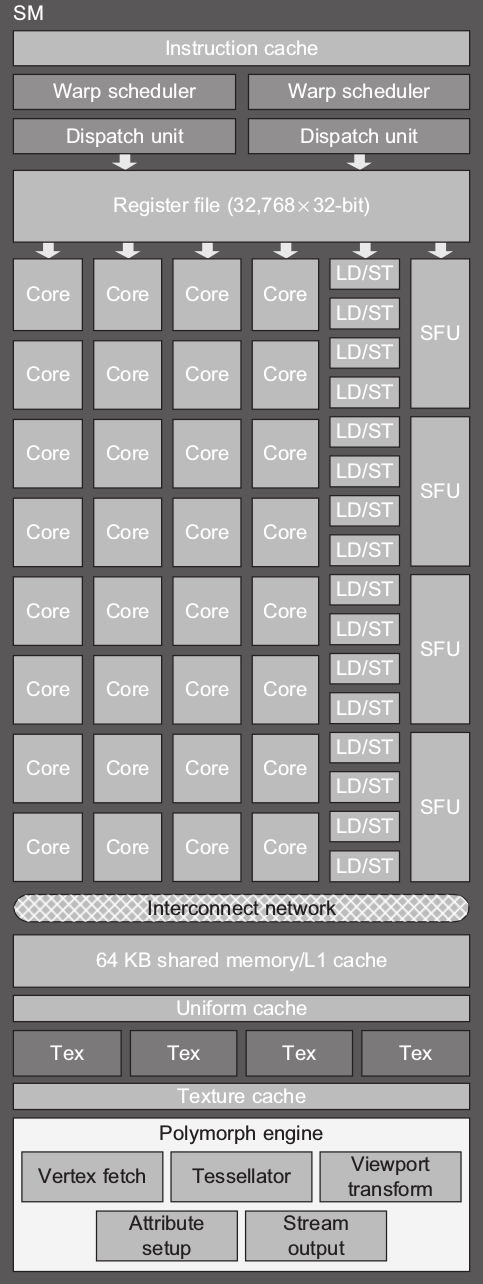 SM
Instruction cache
Warp scheduler Warp scheduler
Dispatch unit Dispatch unit
Register file (32,768×32-bit)
Core Core Core Core LD/ST SFU
LD/ST
Core Core Core Core LD/ST
LD/ST
Core Core Core Core LD/ST SFU
LD/ST
Core Core Core Core LD/ST
LD/ST
Core Core Core Core LD/ST SFU
LD/ST
Core Core Core Core LD/ST
LD/ST
Core Core Core Core LD/ST SFU
LD/ST
Core Core Core Core LD/ST
LD/ST
Interconnect network
64 KB shared memory/L1 cache
Uniform cache
Tex Tex Tex Tex
Texture cache
Polymorph engine
Vertex fetch Tessellator Viewport
transform
Attribute
setup
Stream
output